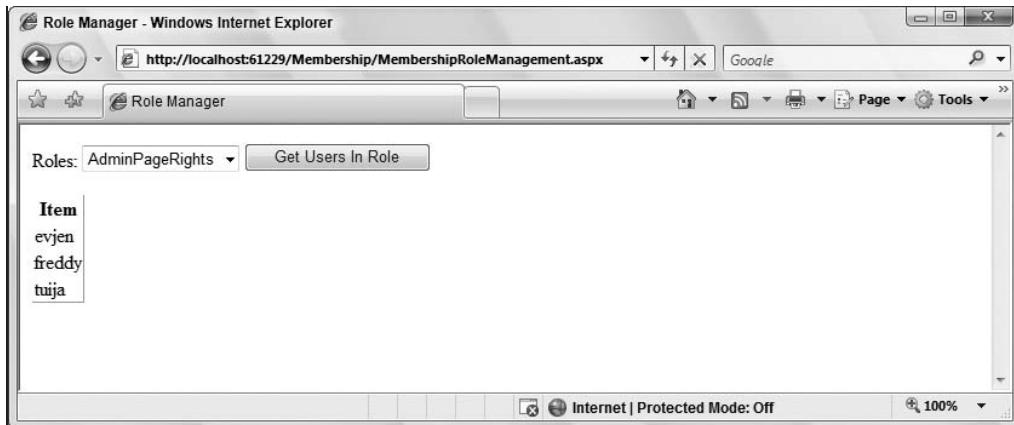 Role Manager - Windows Internet Explorer
http://localhost:61229/Membership/MembershipRoleManagement.aspx
Google
Role Manager
Page
Tools
Roles: AdminPageRights Get Users In Role
Item
evjen
freddy
tuija
Internet | Protected Mode: Off
100%